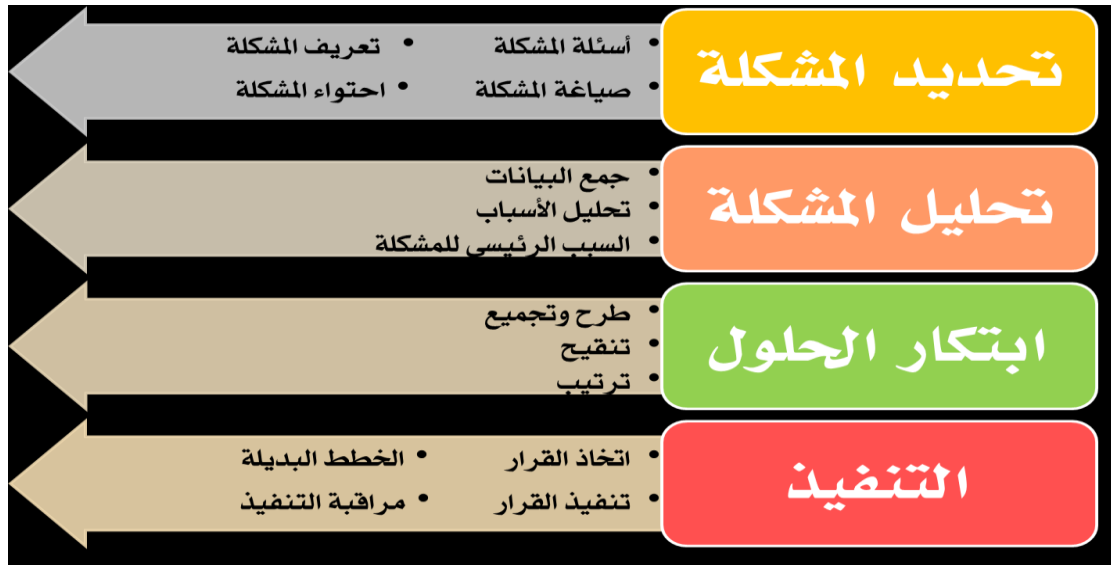 تحديد المشكلة
• أسئلة المشكلة • تعريف المشكلة
• صياغة المشكلة • احتواء المشكلة
تحليل المشكلة
• جمع البيانات
• تحليل الأسباب
• السبب الرئيسي للمشكلة
ابتكار الحلول
• طرح وتجميع
• تنقيح
• ترتيب
التنفيذ
• اتخاذ القرار • الخطط البديلة
• تنفيذ القرار • مراقبة التنفيذ